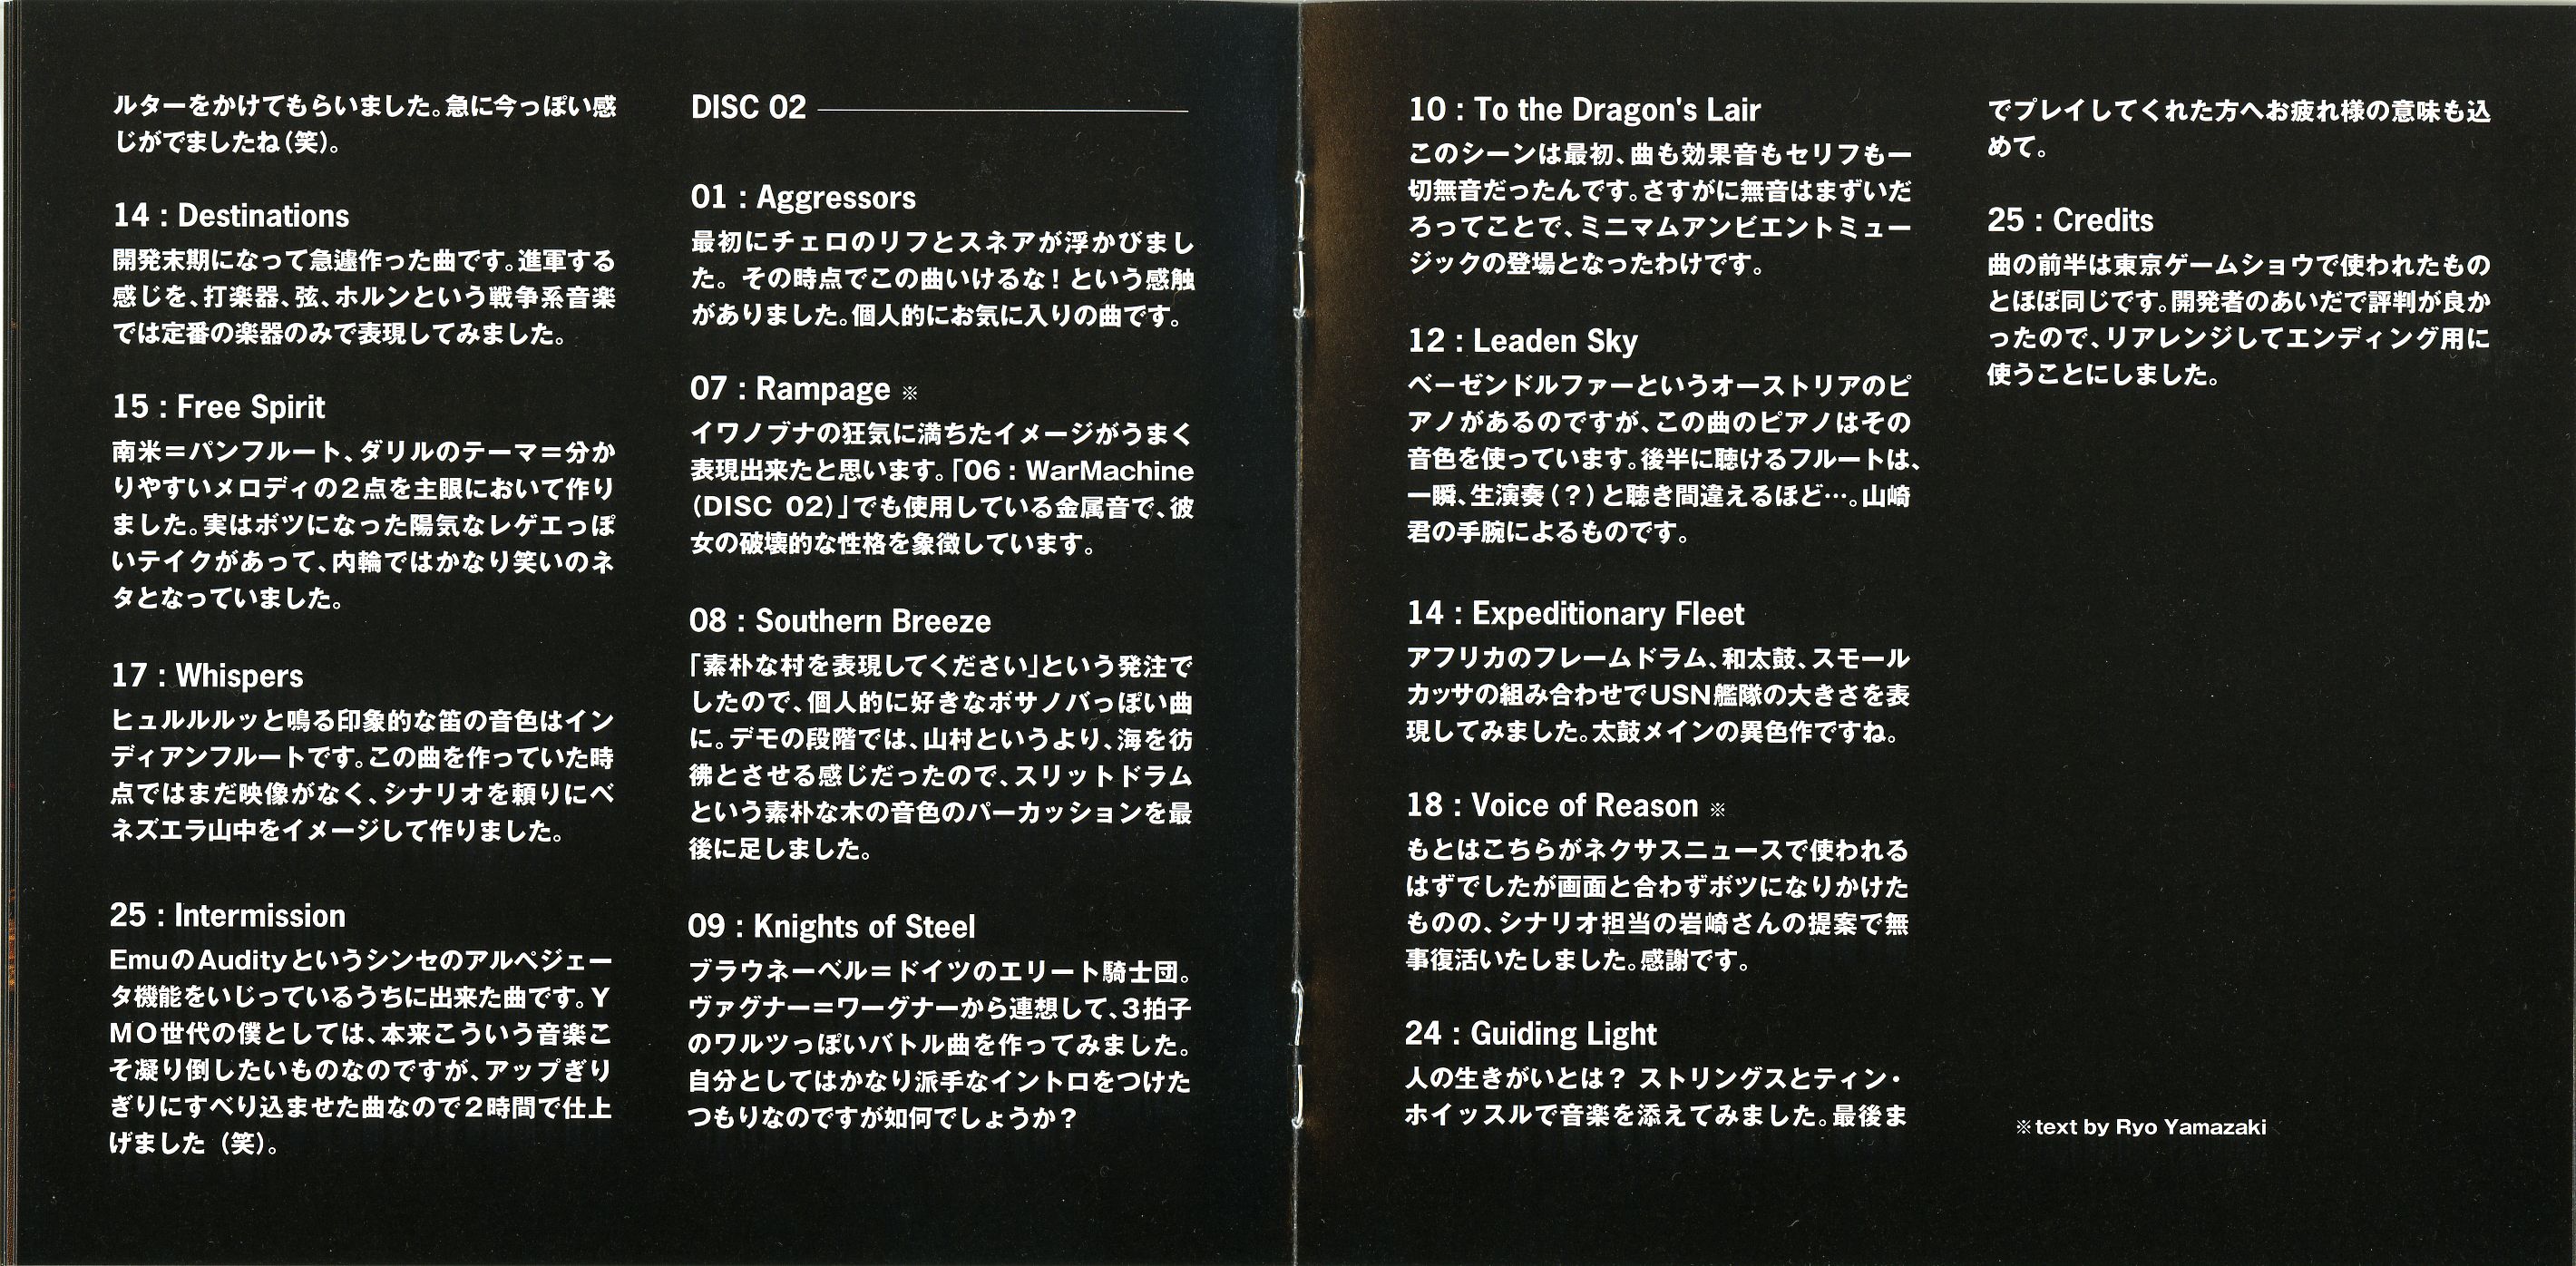 ルターをかけてもらいました。急に今っぽい感
じがでましたね（笑）。
14 : Destinations
開発末期になって急遽作った曲です。進軍する
感じを、打楽器、弦、ホルンという戦争系音楽
では定番の楽器のみで表現してみました。
15 : Free Spirit
南米＝パンフルート、ダリルのテーマ＝分か
りやすいメロディの２点を主眼において作り
ました。実はボツになった陽気なレゲエっぽ
いテイクがあって、内輪ではかなり笑いのネ
タとなっていました。
17 : Whispers
ヒュルルルッと鳴る印象的な笛の音色はイン
ディアンフルートです。この曲を作っていた時
点ではまだ映像がなく、シナリオを頼りにベ
ネズエラ山中をイメージして作りました。
25 : Intermission
EmuのAudityというシンセのアルペジェー
タ機能をいじっているうちに出来た曲です。Y
MO世代の僕としては、本来こういう音楽こ
そ凝り倒したいものなのですが、アップぎり
ぎりにすべり込ませた曲なので２時間で仕上
げました（笑）。
DISC 02
01 : Aggressors
最初にチェロのリフとスネアが浮かびまし
た。その時点でこの曲いけるな！という感触
がありました。個人的にお気に入りの曲です。
07 : Rampage ※
イワノブナの狂気に満ちたイメージがうまく
表現出来たと思います。「06 : WarMachine
(DISC 02)」でも使用している金属音で、彼
女の破壊的な性格を象徴しています。
08 : Southern Breeze
「素朴な村を表現してください」という発注で
したので、個人的に好きなボサノバっぽい曲
に。デモの段階では、山村というより、海を彷
彿とさせる感じだったので、スリットドラム
という素朴な木の音色のパーカッションを最
後に足しました。
09 : Knights of Steel
ブラウネーベル＝ドイツのエリート騎士団。
ヴァグナー＝ワーグナーから連想して、３拍子
のワルツっぽいバトル曲を作ってみました。
自分としてはかなり派手なイントロをつけた
つもりなのですが如何でしょうか？
10 : To the Dragon's Lair
このシーンは最初、曲も効果音もセリフも一
切無音だったんです。さすがに無音はまずいだ
ろってことで、ミニマムアンビエントミュー
ジックの登場となったわけです。
12 : Leaden Sky
ベーゼンドルファーというオーストリアのピ
アノがあるのですが、この曲のピアノはその
音色を使っています。後半に聴けるフルートは、
一瞬、生演奏（？）と聴き間違えるほど…。山崎
君の手腕によるものです。
14 : Expeditionary Fleet
アフリカのフレームドラム、和太鼓、スモール
カッサの組み合わせでUSN艦隊の大きさを表
現してみました。太鼓メインの異色作ですね。
18 : Voice of Reason ※
もとはこちらがネクサスニュースで使われる
はずでしたが画面と合わずボツになりかけた
ものの、シナリオ担当の岩崎さんの提案で無
事復活いたしました。感謝です。
24 : Guiding Light
人の生きがいとは？ ストリングスとティン・
ホイッスルで音楽を添えてみました。最後ま
でプレイしてくれた方へお疲れ様の意味も込
めて。
25 : Credits
曲の前半は東京ゲームショウで使われたもの
とほぼ同じです。開発者のあいだで評判が良か
ったので、リアレンジしてエンディング用に
使うことにしました。
※text by Ryo Yamazaki